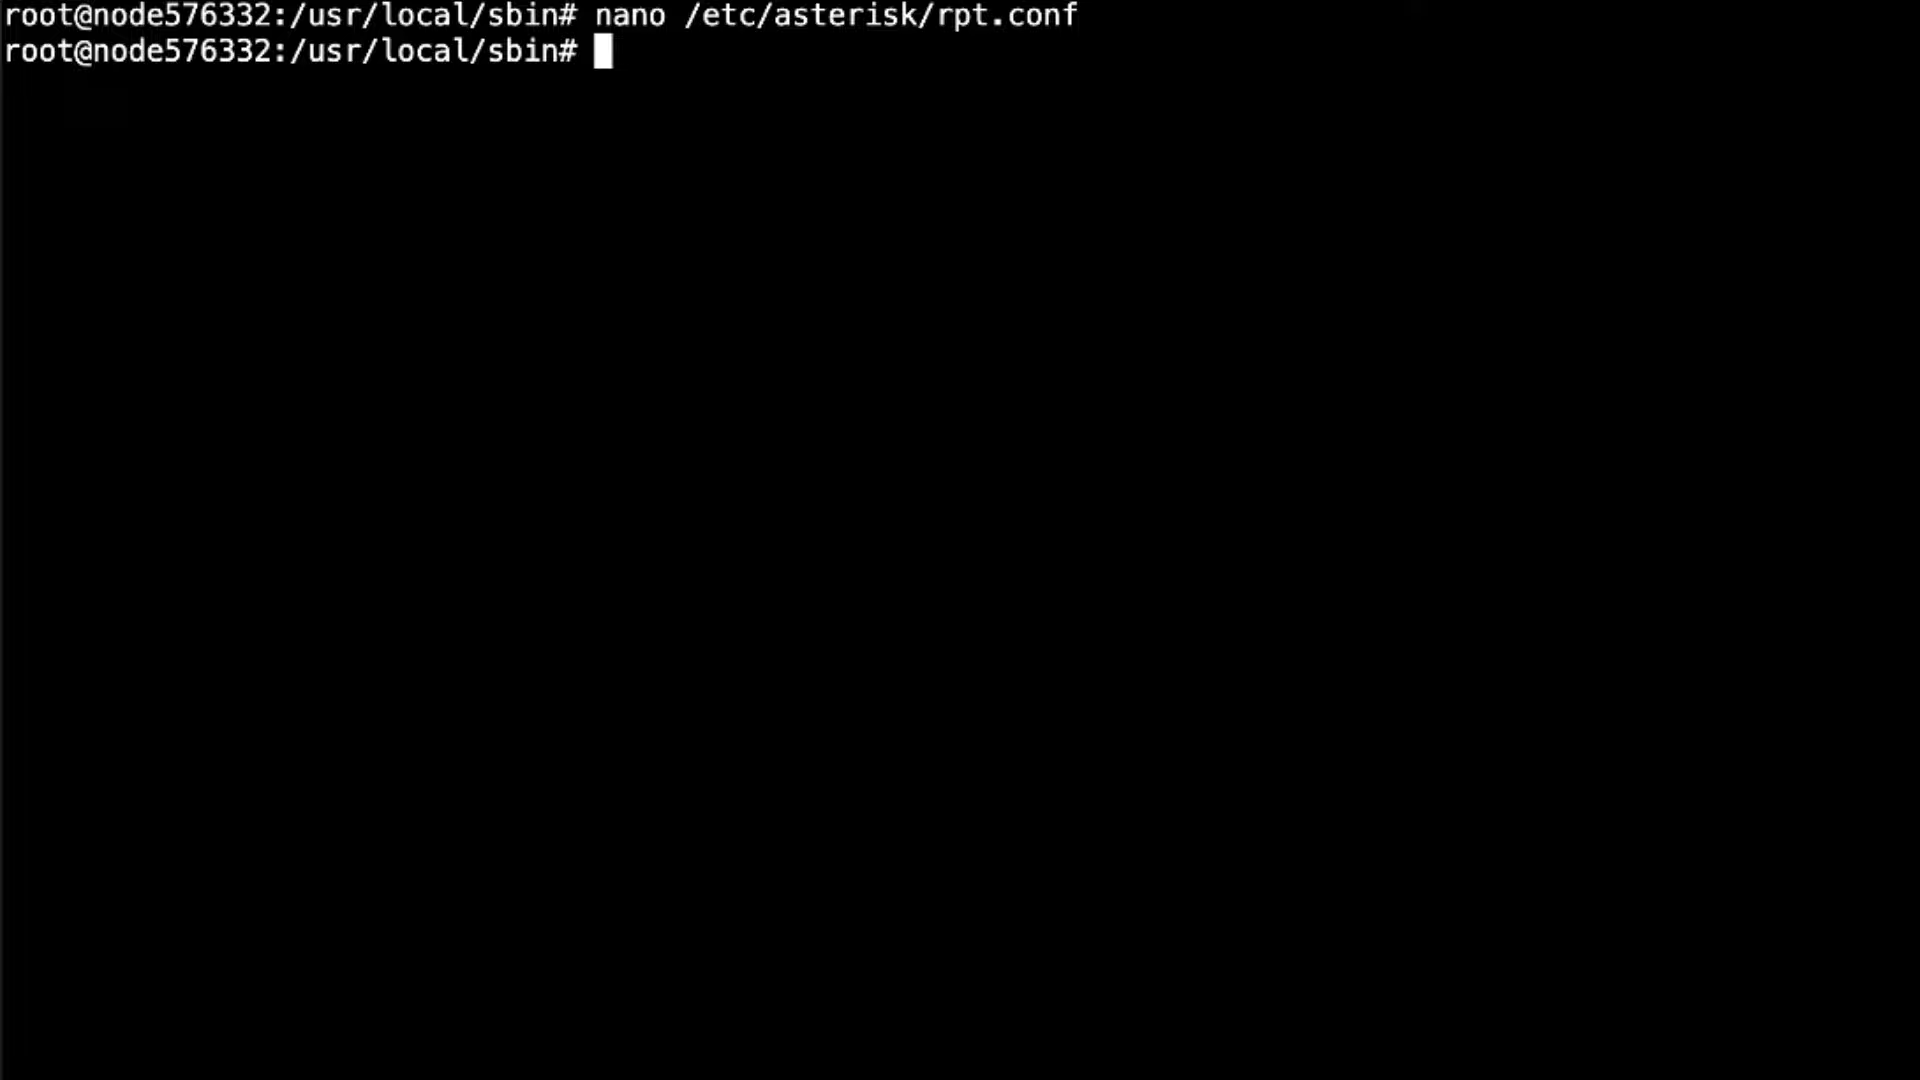 root@node576332:/usr/local/sbin# nano /etc/asterisk/rpt.conf
root@node576332:/usr/local/sbin#